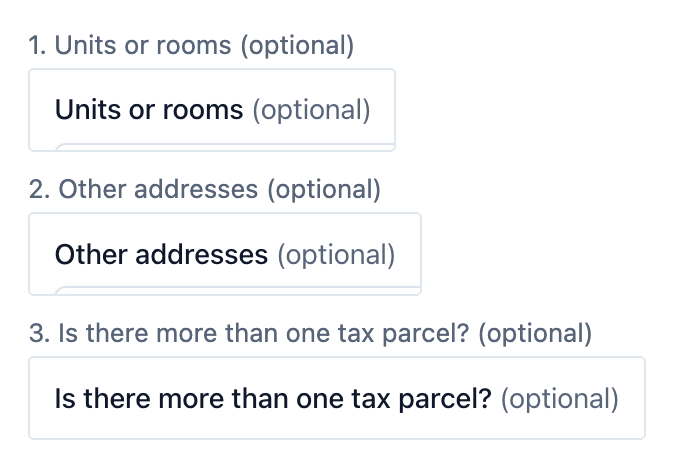 1. Units or rooms (optional)
Units or rooms (optional)
2. Other addresses (optional)
Other addresses (optional)
3. Is there more than one tax parcel? (optional)
Is there more than one tax parcel? (optional)